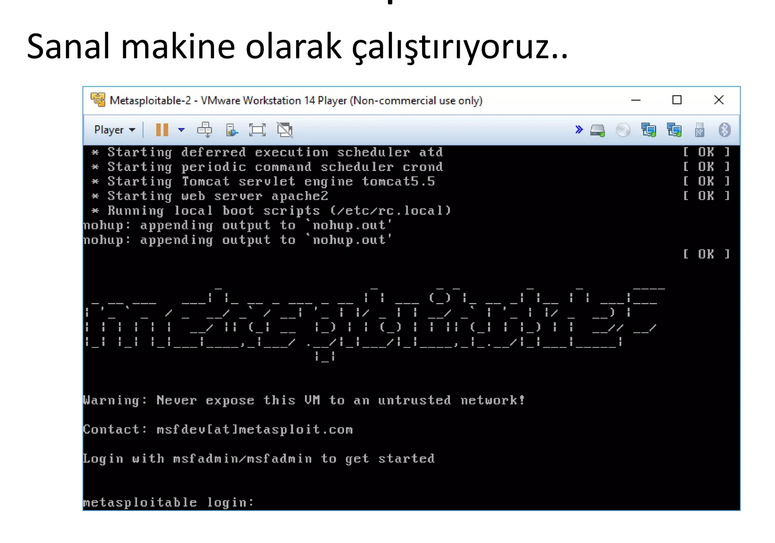 Sanal makine olarak çalıştırıyoruz..
Metasploitable-2 - VMware Workstation 14 Player (Non-commercial use only)
Player
* Starting deferred execution scheduler atd [ OK ]
* Starting periodic command scheduler crond [ OK ]
* Starting Tomcat servlet engine tomcat5.5 [ OK ]
* Starting web server apache2 [ OK ]
* Running local boot scripts (/etc/rc.local)
nohup: appending output to `nohup.out'
nohup: appending output to `nohup.out'
[ OK ]
metasploitable2
Warning: Never expose this VM to an untrusted network!
Contact: msfdev[at]metasploit.com
Login with msfadmin/msfadmin to get started
metasploitable login: